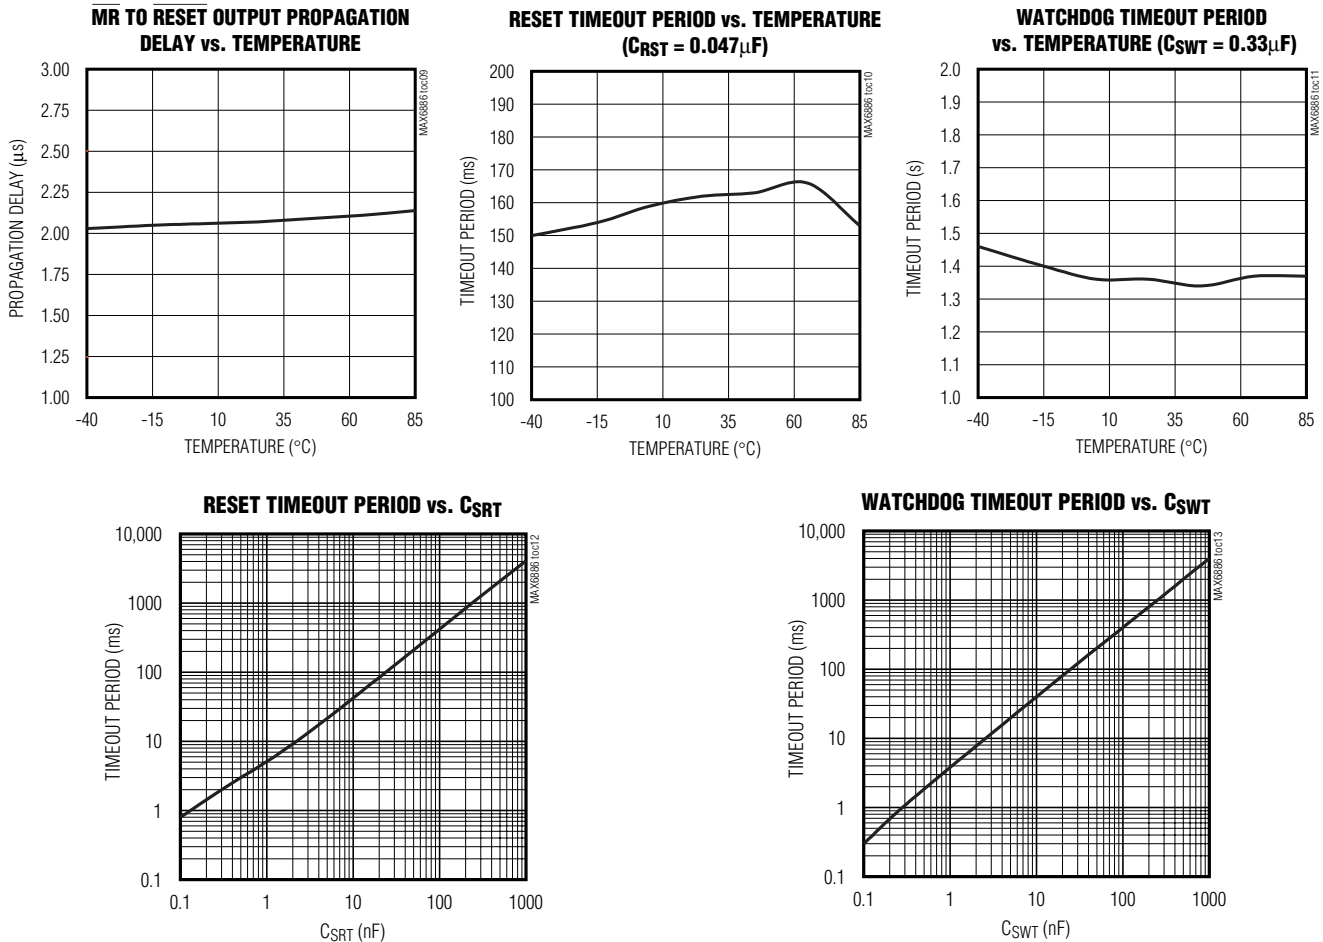 MR TO RESET OUTPUT PROPAGATION
DELAY vs. TEMPERATURE
3.00
2.75
2.50
2.25
2.00
1.75
1.50
1.25
1.00
PROPAGATION DELAY (µs)
-40 -15 10 35 60 85
TEMPERATURE (°C)
MAX6886 toc09
RESET TIMEOUT PERIOD vs. TEMPERATURE
(CRST = 0.047µF)
200
190
180
170
160
150
140
130
120
110
100
TIMEOUT PERIOD (ms)
-40 -15 10 35 60 85
TEMPERATURE (°C)
MAX6886 toc10
WATCHDOG TIMEOUT PERIOD
vs. TEMPERATURE (CSWT = 0.33µF)
2.0
1.9
1.8
1.7
1.6
1.5
1.4
1.3
1.2
1.1
1.0
TIMEOUT PERIOD (s)
-40 -15 10 35 60 85
TEMPERATURE (°C)
MAX6886 toc11
RESET TIMEOUT PERIOD vs. CSRT
10,000
1000
100
10
1
0.1
TIMEOUT PERIOD (ms)
0.1 1 10 100 1000
CSRT (nF)
MAX6886 toc12
WATCHDOG TIMEOUT PERIOD vs. CSWT
10,000
1000
100
10
1
0.1
TIMEOUT PERIOD (ms)
0.1 1 10 100 1000
CSWT (nF)
MAX6886 toc13